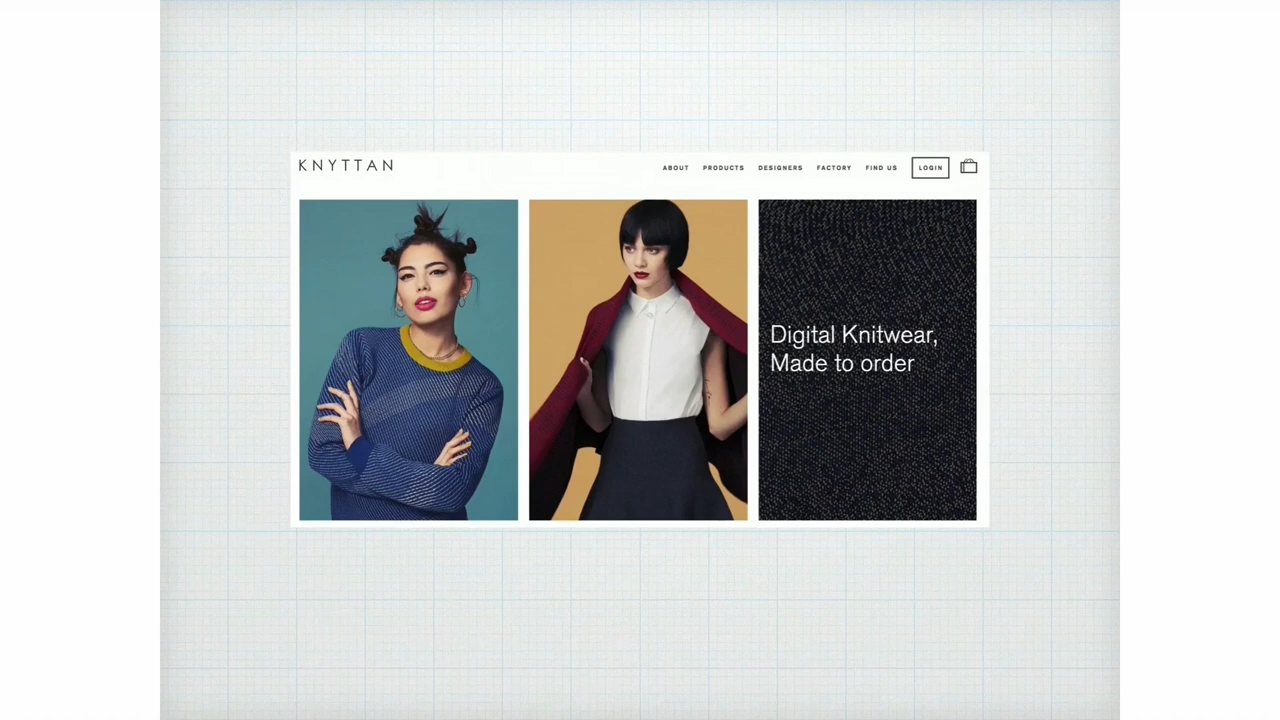 KNYTTAN
ABOUT PRODUCTS DESIGNERS FACTORY FIND US LOGIN
Digital Knitwear,
Made to order